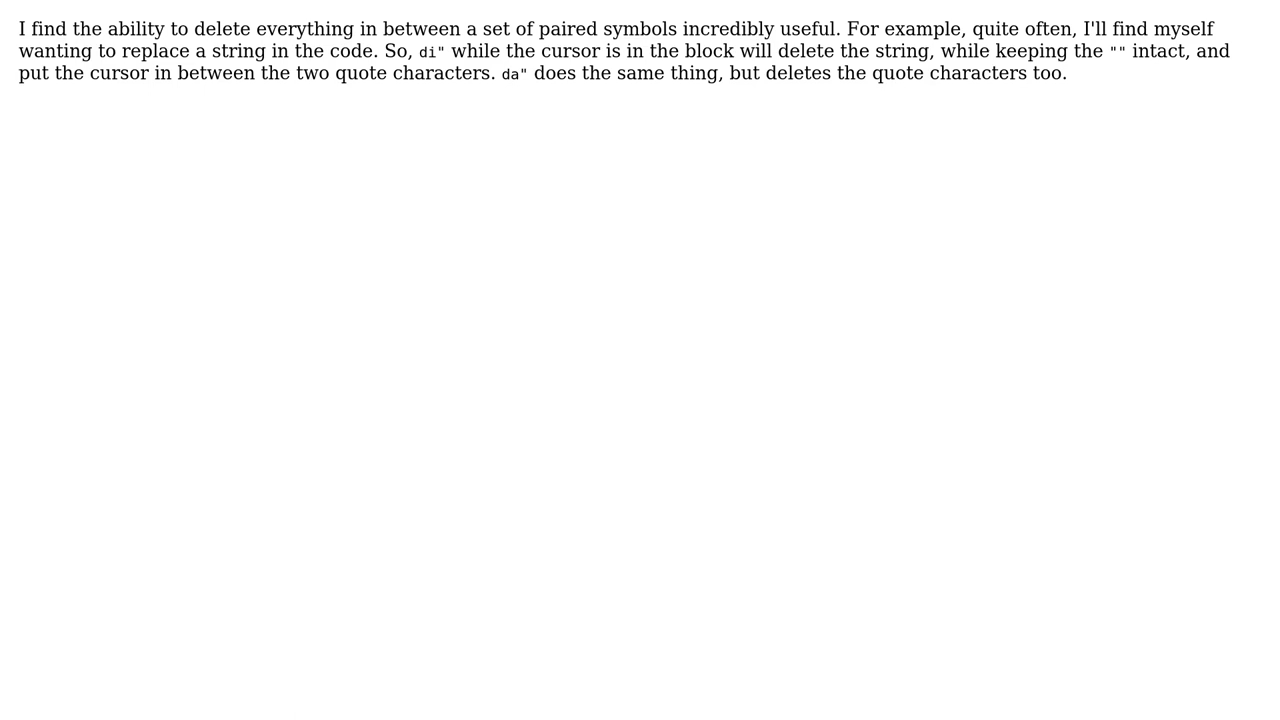 I find the ability to delete everything in between a set of paired symbols incredibly useful. For example, quite often, I'll find myself
wanting to replace a string in the code. So, di" while the cursor is in the block will delete the string, while keeping the "" intact, and
put the cursor in between the two quote characters. da" does the same thing, but deletes the quote characters too.